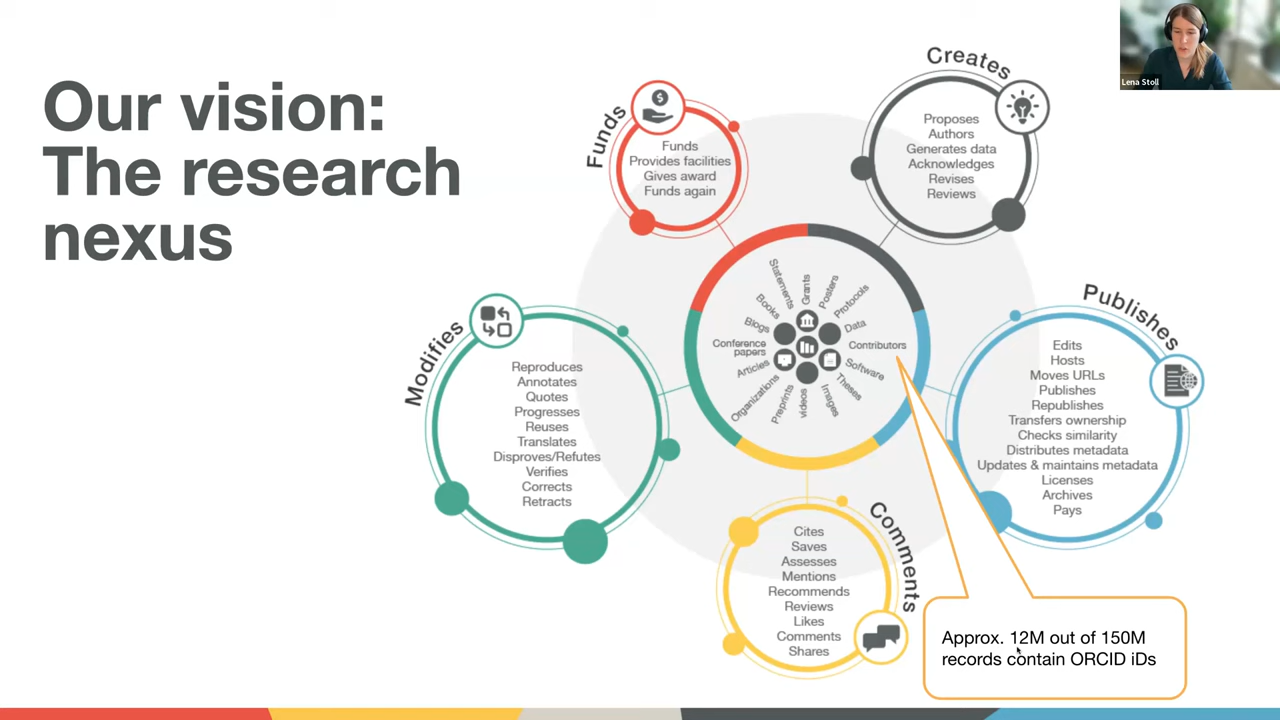 Our vision:
The research
nexus
Lena Stoll
Funds
Funds
Provides facilities
Gives award
Funds again
Creates
Proposes
Authors
Generates data
Acknowledges
Revises
Reviews
Modifies
Reproduces
Annotates
Quotes
Progresses
Reuses
Translates
Disproves/Refutes
Verifies
Corrects
Retracts
Statements
Grants
Posters
Protocols
Data
Contributors
Software
Theses
Images
videos
Preprints
Organizations
Articles
Conference
papers
Blogs
Books
Publishes
Edits
Hosts
Moves URLs
Publishes
Republishes
Transfers ownership
Checks similarity
Distributes metadata
Updates & maintains metadata
Licenses
Archives
Pays
Comments
Cites
Saves
Assesses
Mentions
Recommends
Reviews
Likes
Comments
Shares
Approx. 12M out of 150M
records contain ORCID iDs